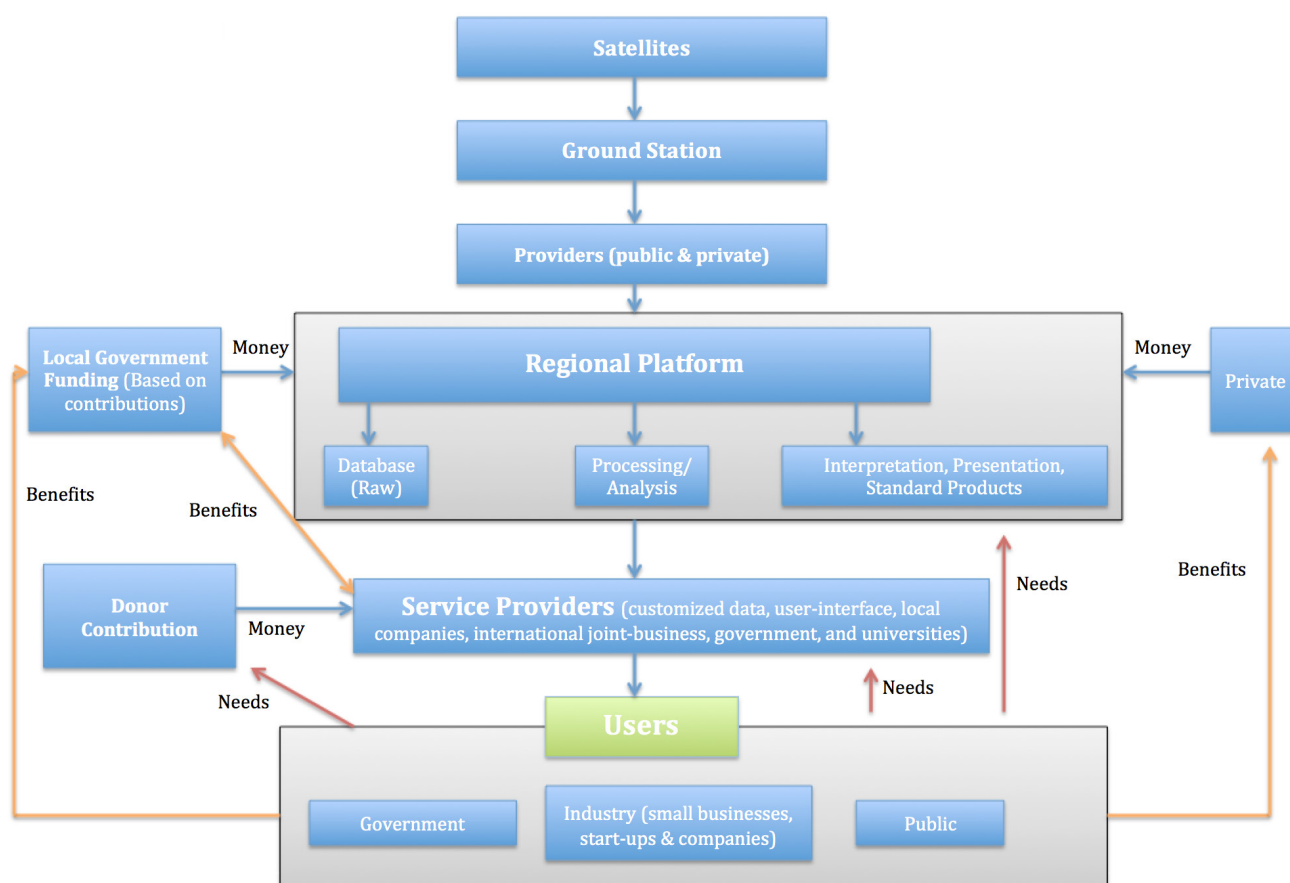 Satellites
Ground Station
Providers (public & private)
Local Government
Funding (Based on
contributions)
Money
Regional Platform
Money
Private
Database
(Raw)
Processing/
Analysis
Interpretation, Presentation,
Standard Products
Benefits
Benefits
Donor
Contribution
Money
Service Providers (customized data, user-interface, local
companies, international joint-business, government, and universities)
Needs
Benefits
Needs
Needs
Users
Government
Industry (small businesses,
start-ups & companies)
Public